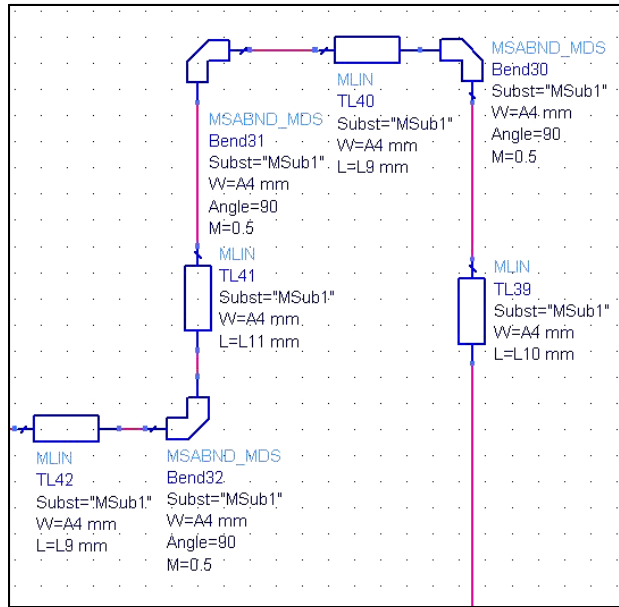 MSABND_MDS
Bend30
Subst="MSub1"
W=A4 mm
Angle=90
M=0.5
MLIN
TL40
Subst="MSub1"
W=A4 mm
L=L9 mm
MSABND_MDS
Bend31
Subst="MSub1"
W=A4 mm
Angle=90
M=0.5
MLIN
TL41
Subst="MSub1"
W=A4 mm
L=L11 mm
MLIN
TL39
Subst="MSub1"
W=A4 mm
L=L10 mm
MLIN
TL42
Subst="MSub1"
W=A4 mm
L=L9 mm
MSABND_MDS
Bend32
Subst="MSub1"
W=A4 mm
Angle=90
M=0.5